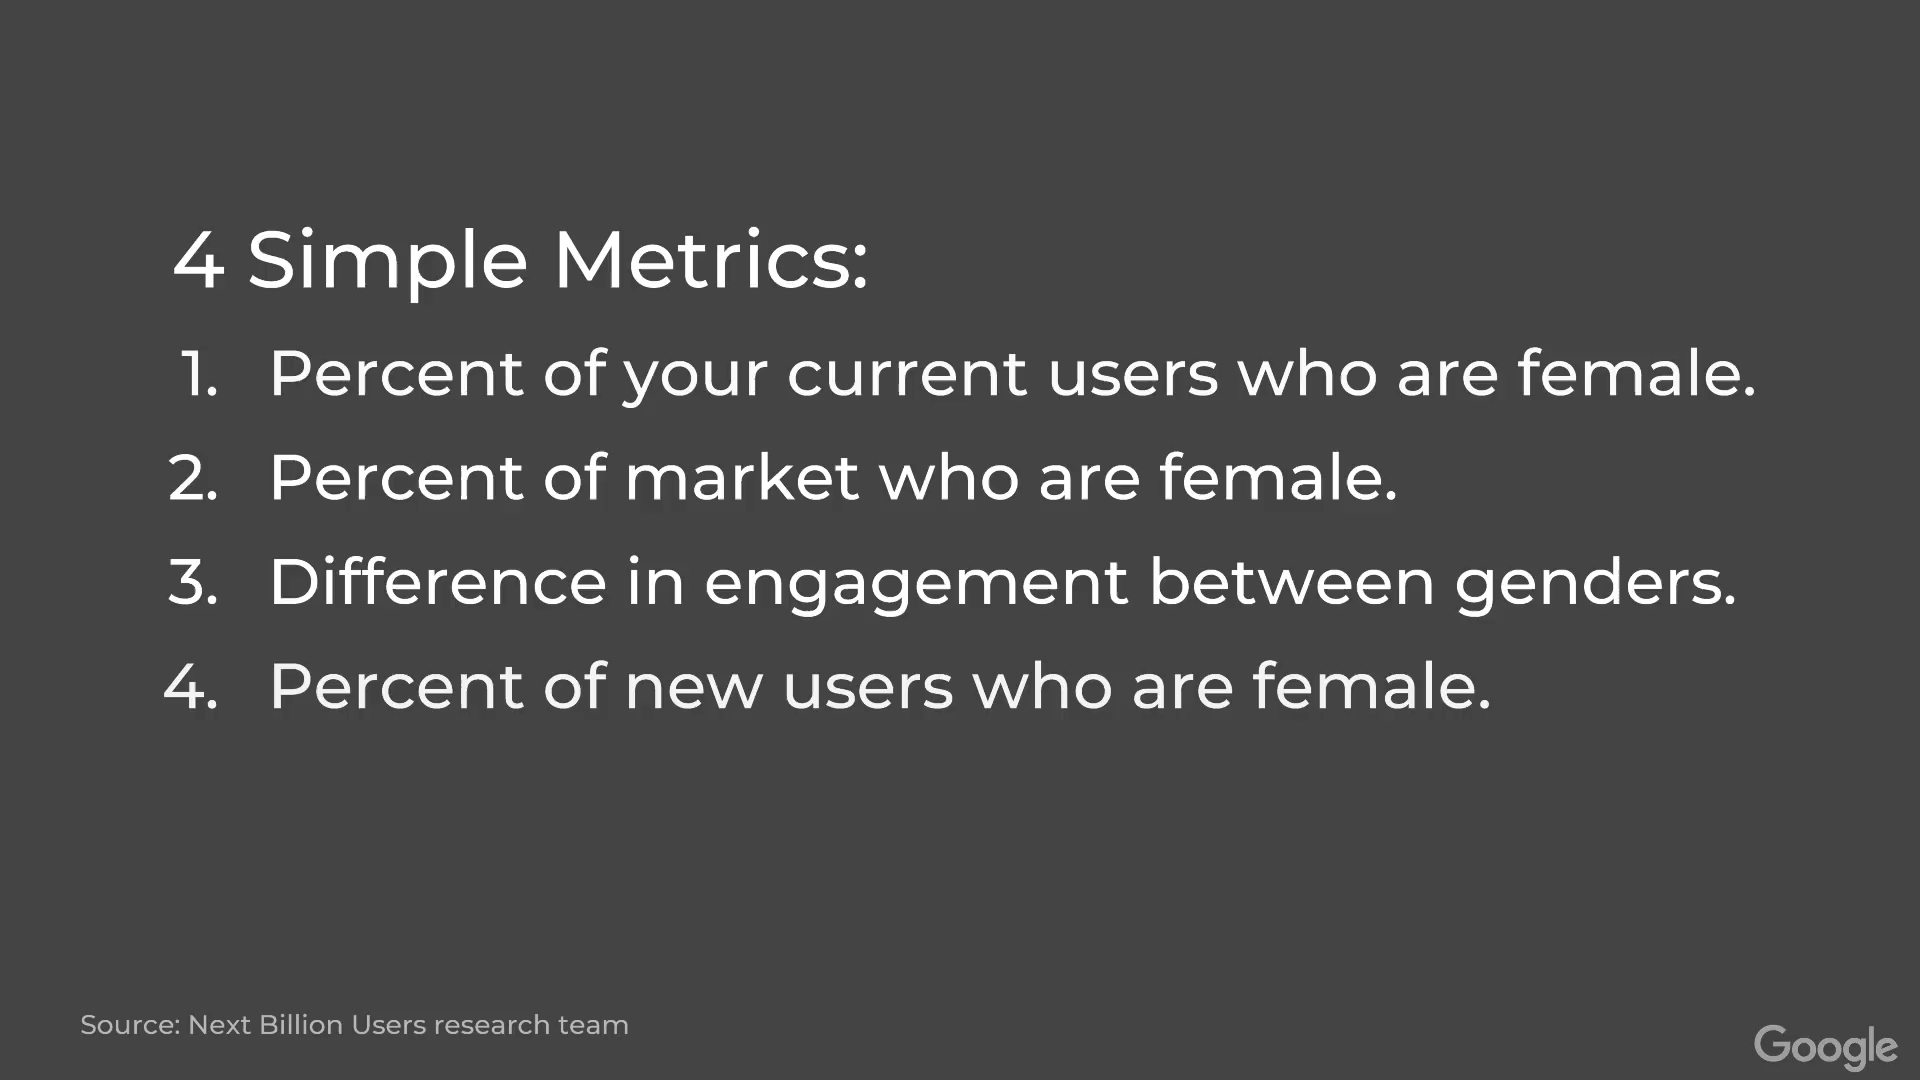 4 Simple Metrics:
1. Percent of your current users who are female.
2. Percent of market who are female.
3. Difference in engagement between genders.
4. Percent of new users who are female.
Source: Next Billion Users research team
Google